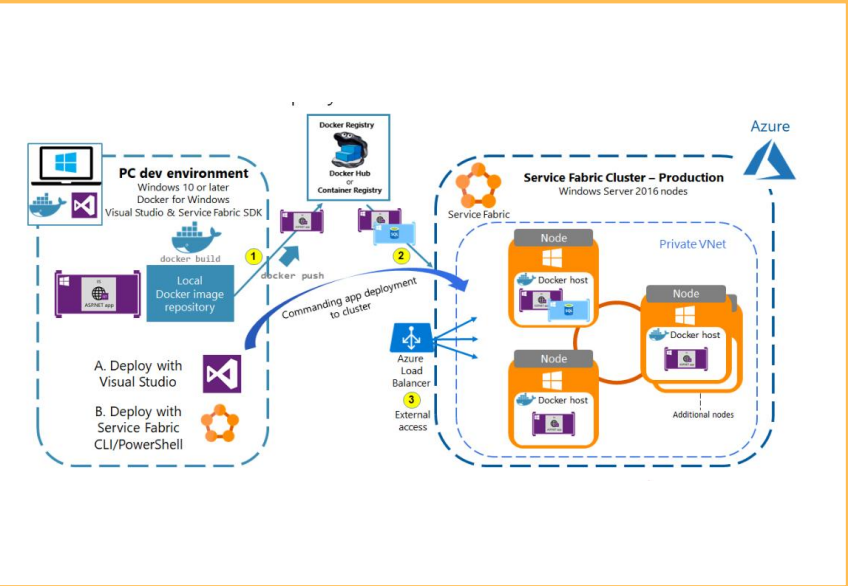 Docker Registry
Docker Hub
or
Container Registry
Azure
PC dev environment
Windows 10 or later
Docker for Windows
Visual Studio & Service Fabric SDK
docker build
1
docker push
2
IIS
ASP.NET app
Local
Docker image
repository
Commanding app deployment
to cluster
A. Deploy with
Visual Studio
B. Deploy with
Service Fabric
CLI/PowerShell
Azure
Load
Balancer
3
External
access
Service Fabric
Service Fabric Cluster – Production
Windows Server 2016 nodes
Private VNet
Node
Docker host
Node
Docker host
Node
Docker host
Additional nodes